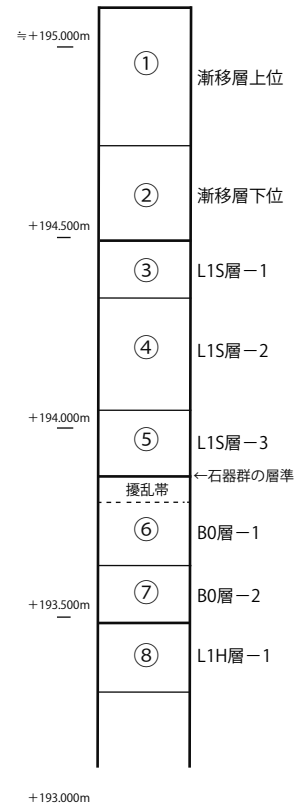 ≒+195.000m
①
漸移層上位
②
漸移層下位
+194.500m
③
L1S層－1
④
L1S層－2
+194.000m
⑤
L1S層－3
←石器群の層準
擾乱帯
⑥
B0層－1
⑦
B0層－2
+193.500m
⑧
L1H層－1
+193.000m